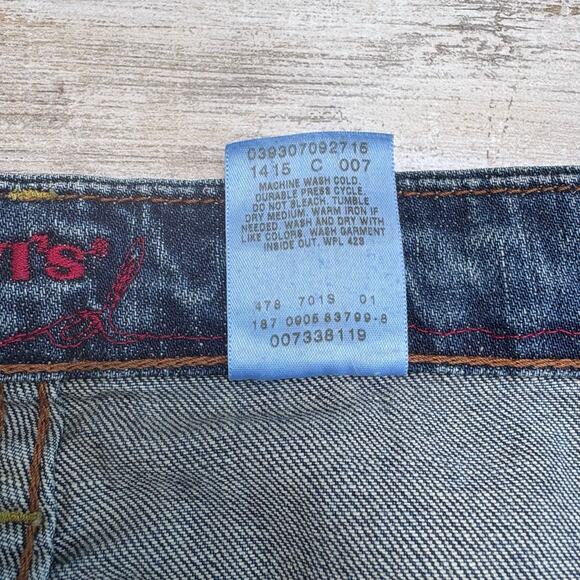 039307092715
1415 C 007
MACHINE WASH COLD.
DURABLE PRESS CYCLE.
DO NOT BLEACH. TUMBLE
DRY MEDIUM. WARM IRON IF
NEEDED. WASH AND DRY WITH
LIKE COLORS. WASH GARMENT
INSIDE OUT. WPL 423
vi's®
478 701S 01
187 0905 83799-8
007338119